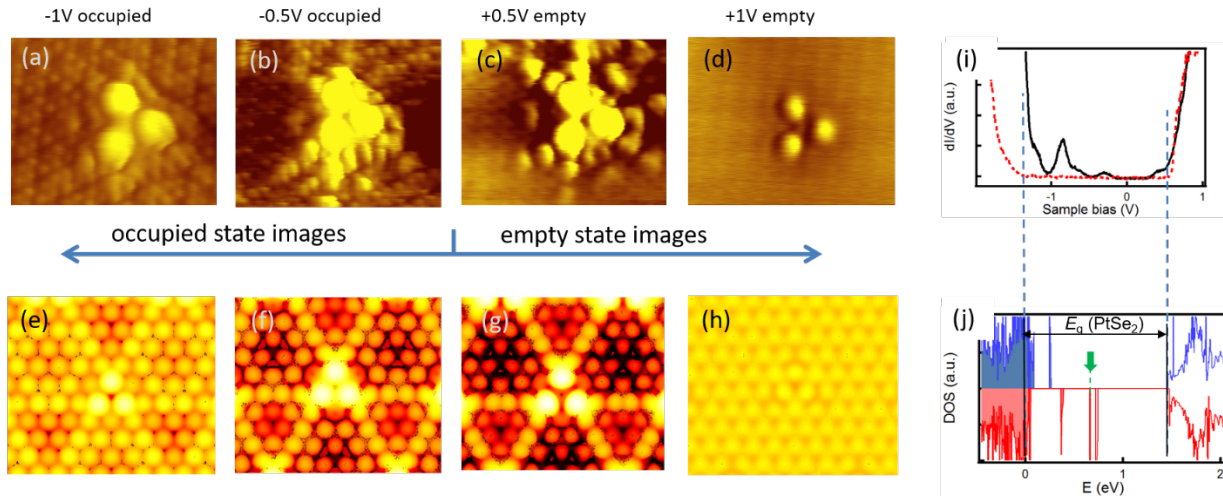 -1V occupied
-0.5V occupied
+0.5V empty
+1V empty
(a)
(b)
(c)
(d)
(i)
dI/dV (a.u.)
-1
0
1
Sample bias (V)
occupied state images
empty state images
(e)
(f)
(g)
(h)
(j)
Eg (PtSe2)
DOS (a.u.)
0
1
2
E (eV)